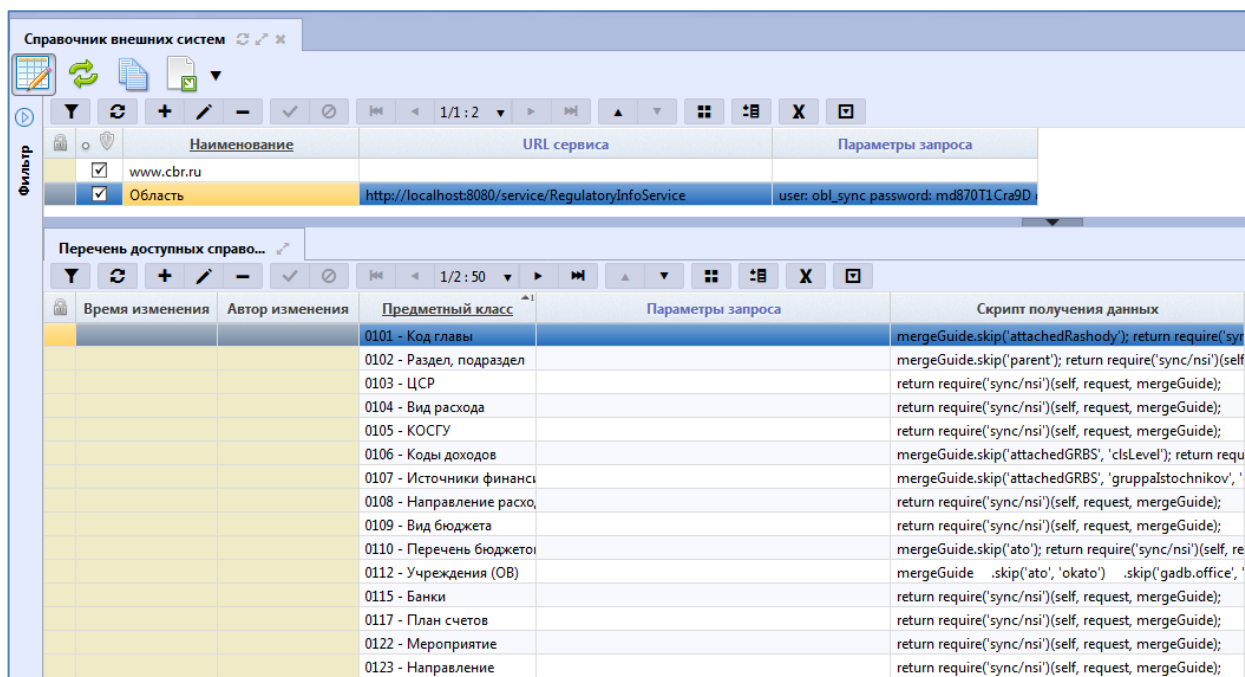 Справочник внешних систем
1/1 : 2
X
Фильтр
Наименование URL сервиса Параметры запроса
www.cbr.ru
Область http://localhost:8080/service/RegulatoryInfoService user: obl_sync password: md870T1Cra9D
Перечень доступных справо...
1/2 : 50
X
Время изменения Автор изменения Предметный класс 1 Параметры запроса Скрипт получения данных
0101 - Код главы mergeGuide.skip('attachedRashody'); return require('syn
0102 - Раздел, подраздел mergeGuide.skip('parent'); return require('sync/nsi')(self
0103 - ЦСР return require('sync/nsi')(self, request, mergeGuide);
0104 - Вид расхода return require('sync/nsi')(self, request, mergeGuide);
0105 - КОСГУ return require('sync/nsi')(self, request, mergeGuide);
0106 - Коды доходов mergeGuide.skip('attachedGRBS', 'clsLevel'); return requ
0107 - Источники финанси mergeGuide.skip('attachedGRBS', 'gruppaIstochnikov', '
0108 - Направление расхо return require('sync/nsi')(self, request, mergeGuide);
0109 - Вид бюджета return require('sync/nsi')(self, request, mergeGuide);
0110 - Перечень бюджето mergeGuide.skip('ato'); return require('sync/nsi')(self, re
0112 - Учреждения (ОВ) mergeGuide .skip('ato', 'okato') .skip('gadb.office', '
0115 - Банки return require('sync/nsi')(self, request, mergeGuide);
0117 - План счетов return require('sync/nsi')(self, request, mergeGuide);
0122 - Мероприятие return require('sync/nsi')(self, request, mergeGuide);
0123 - Направление return require('sync/nsi')(self, request, mergeGuide);